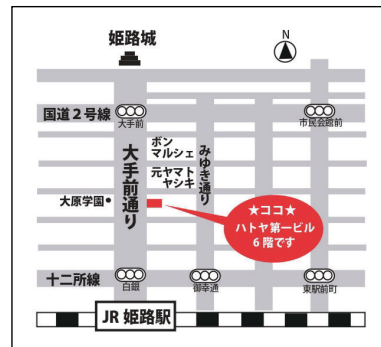 姫路城
N
国道2号線
大手前
市民会館前
ボン
マルシェ
みゆき通り
大手前通り
元ヤマト
ヤシキ
大原学園
★ココ★
ハトヤ第一ビル
6階です
十二所線
白銀
御幸通
東駅前町
JR 姫路駅